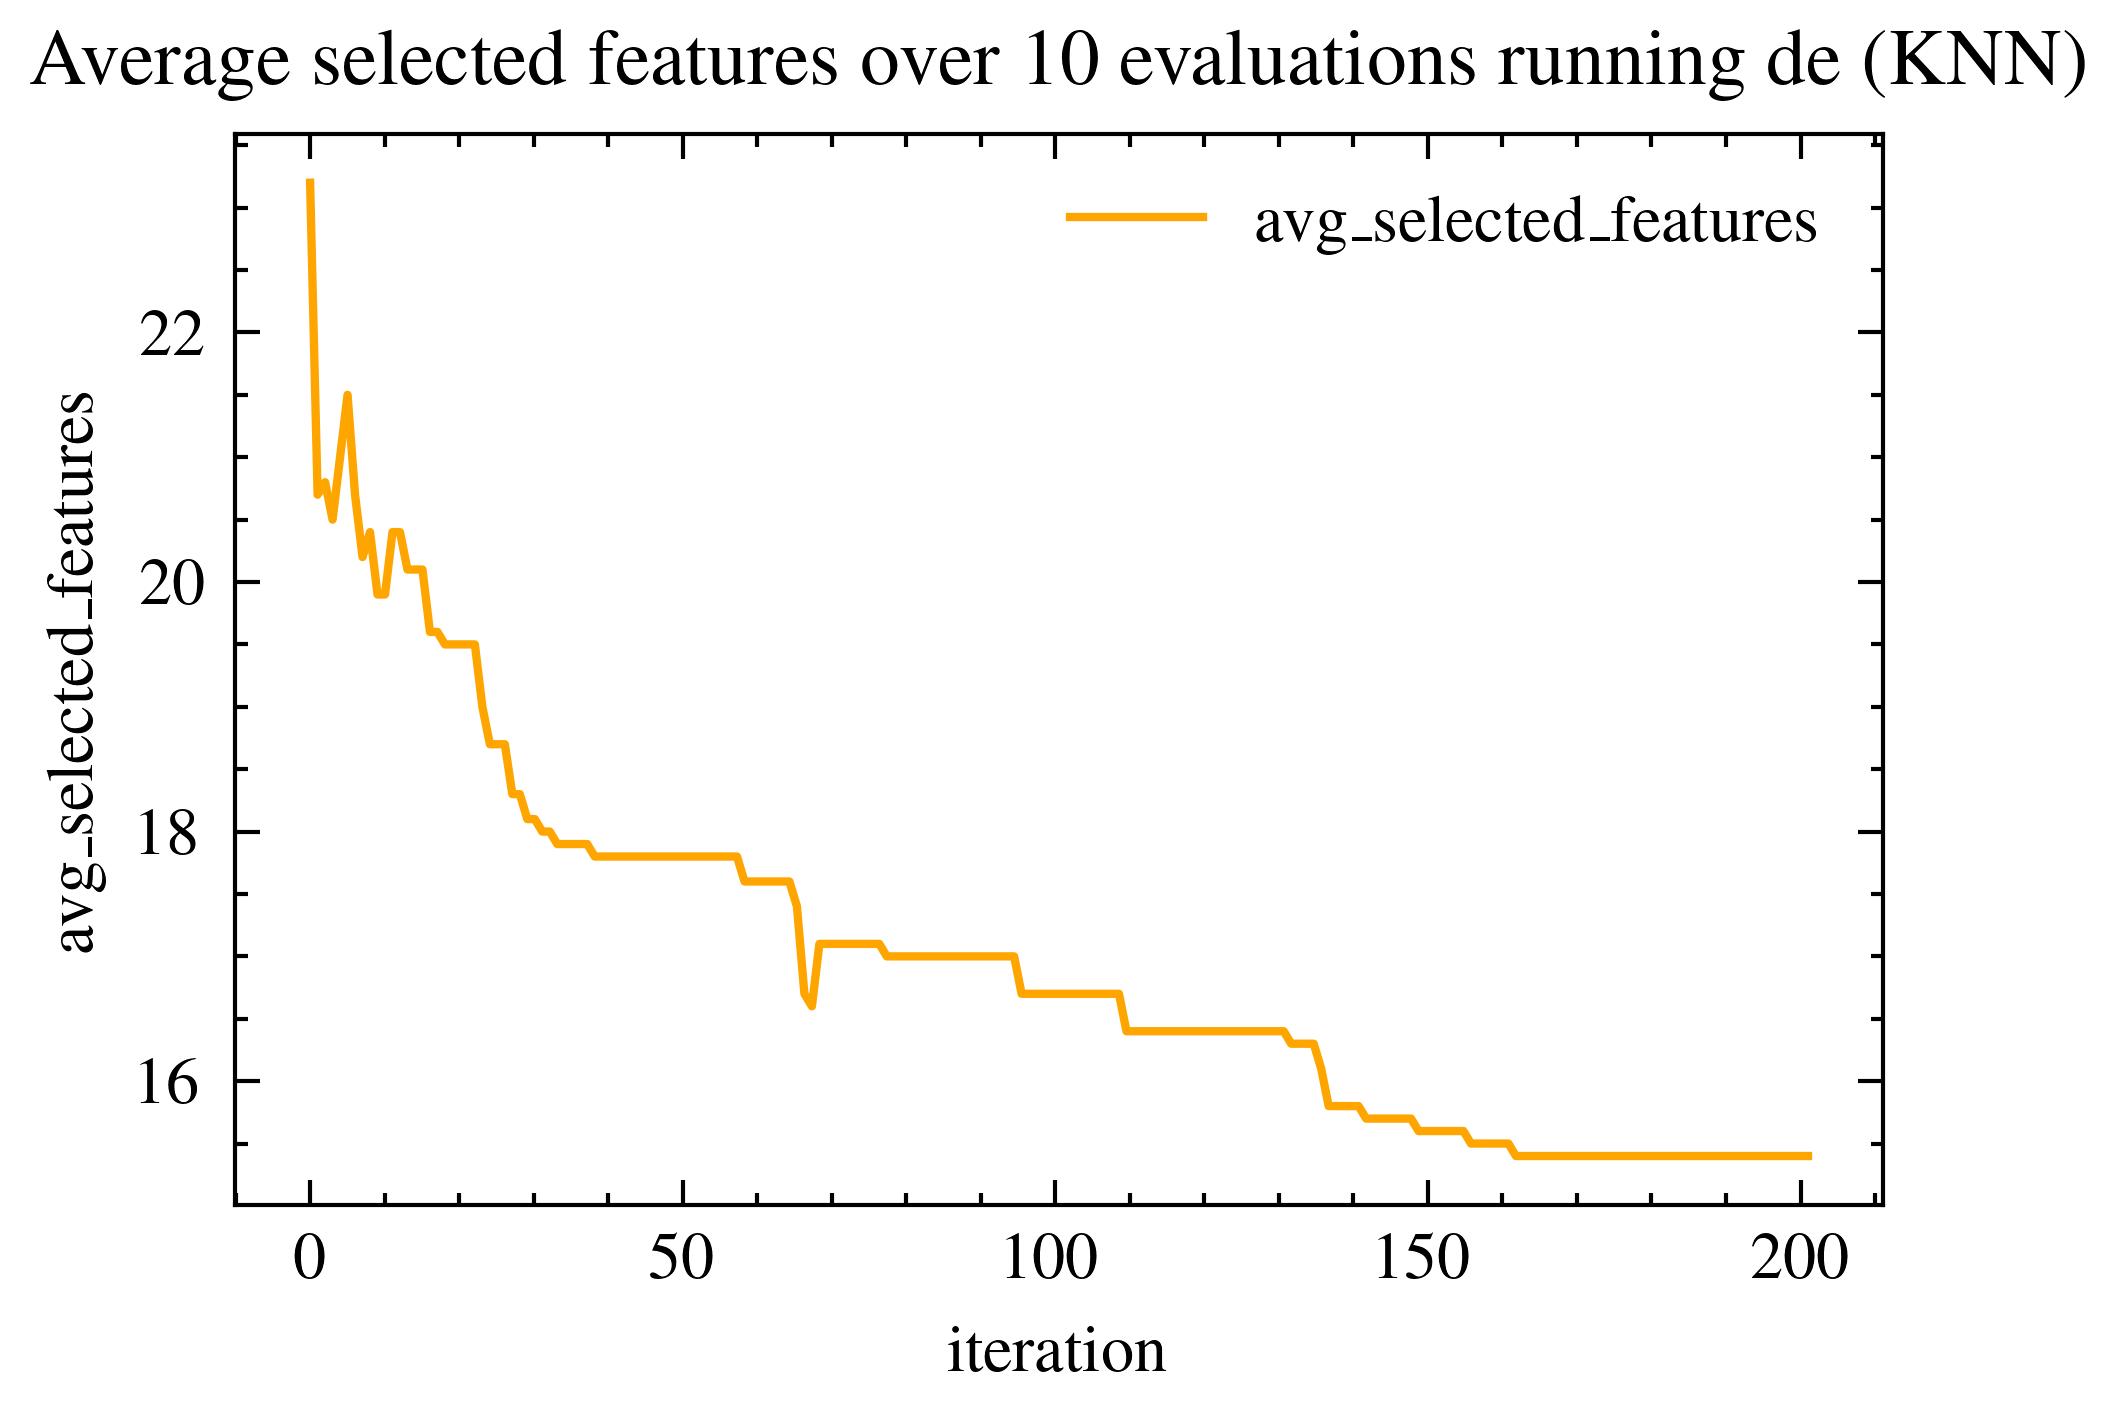 Average selected features over 10 evaluations running de (KNN)
avg_selected_features
22
20
18
16
avg_selected_features
0
50
100
150
200
iteration